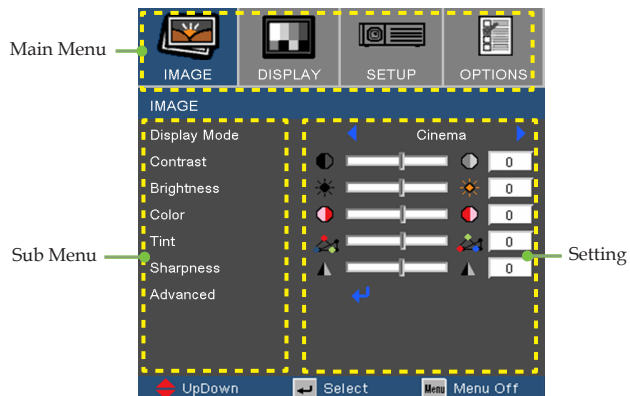 Main Menu
IMAGE DISPLAY SETUP OPTIONS
IMAGE
Display Mode Cinema
Contrast 0
Brightness 0
Color 0
Tint 0
Sub Menu
Setting
Sharpness 0
Advanced
UpDown Select Menu Menu Off